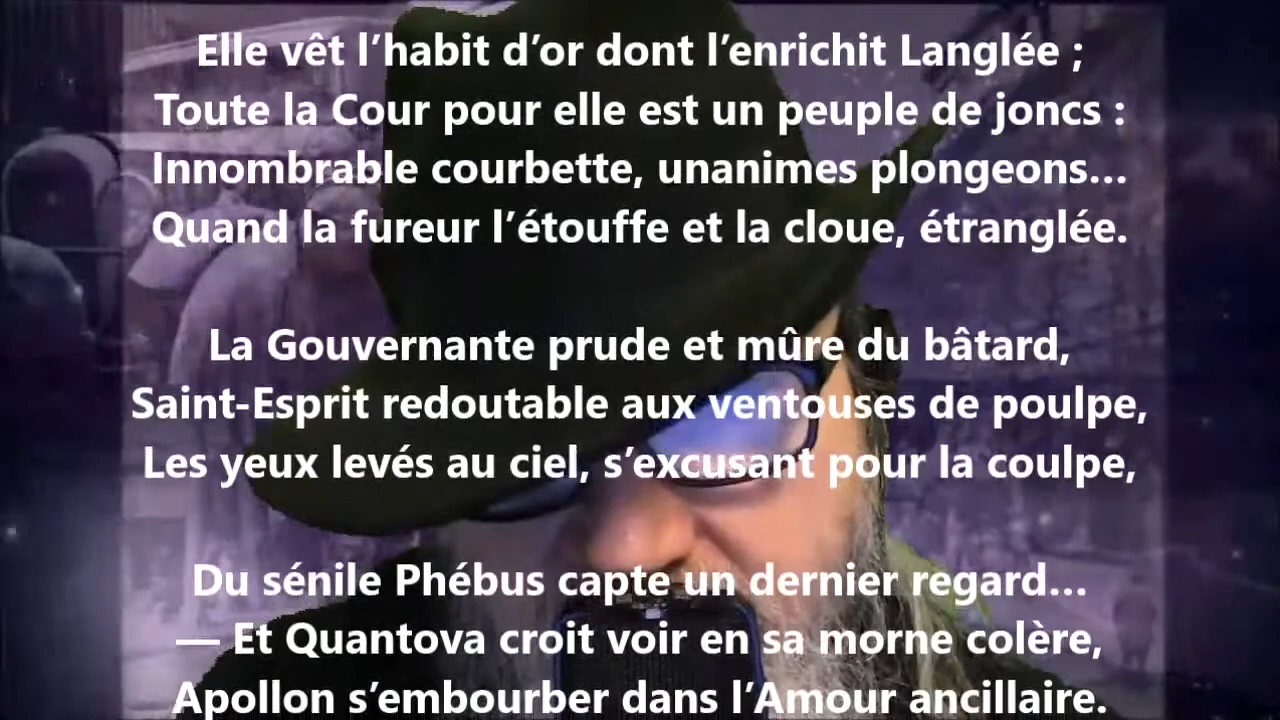 Elle vêt l’habit d’or dont l’enrichit Langlée ;
Toute la Cour pour elle est un peuple de joncs :
Innombrable courbette, unanimes plongeons…
Quand la fureur l’étouffe et la cloue, étranglée.
La Gouvernante prude et mûre du bâtard,
Saint-Esprit redoutable aux ventouses de poulpe,
Les yeux levés au ciel, s’excusant pour la coulpe,
Du sénile Phébus capte un dernier regard…
— Et Quantova croit voir en sa morne colère,
Apollon s’embourber dans l’Amour ancillaire.